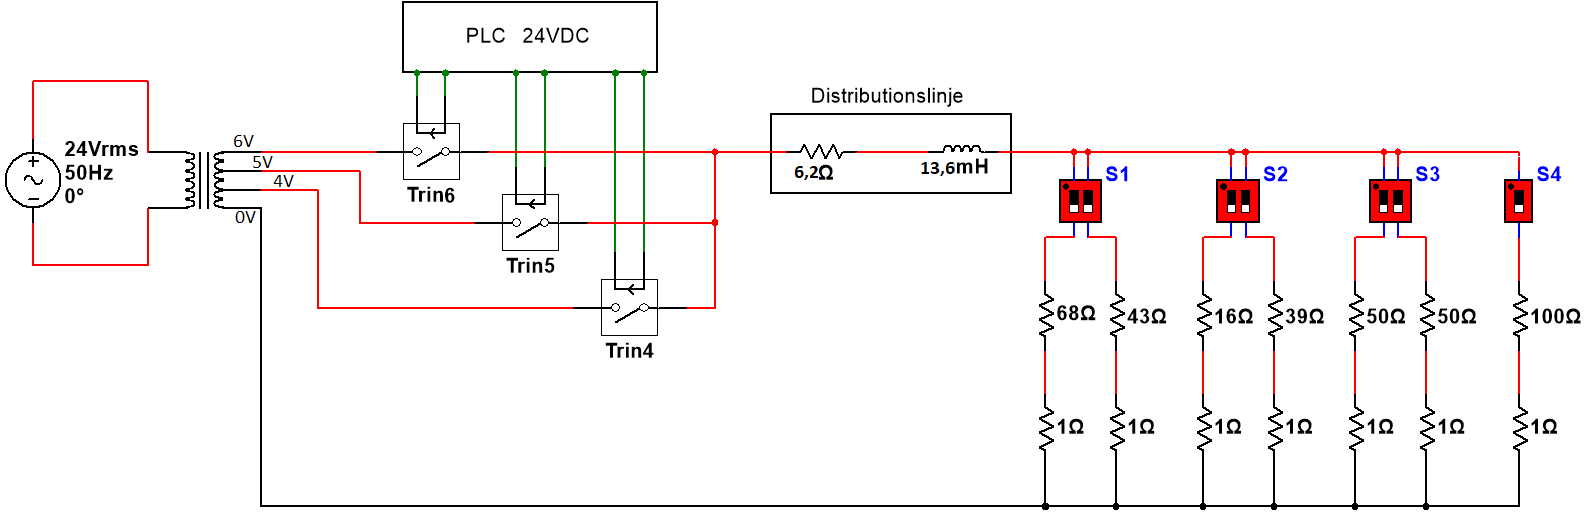 PLC 24VDC
24Vrms
50Hz
0°
6V
5V
4V
0V
Trin6
Trin5
Trin4
Distributionslinje
6,2Ω
13,6mH
S1
S2
S3
S4
68Ω
43Ω
16Ω
39Ω
50Ω
50Ω
100Ω
1Ω
1Ω
1Ω
1Ω
1Ω
1Ω
1Ω